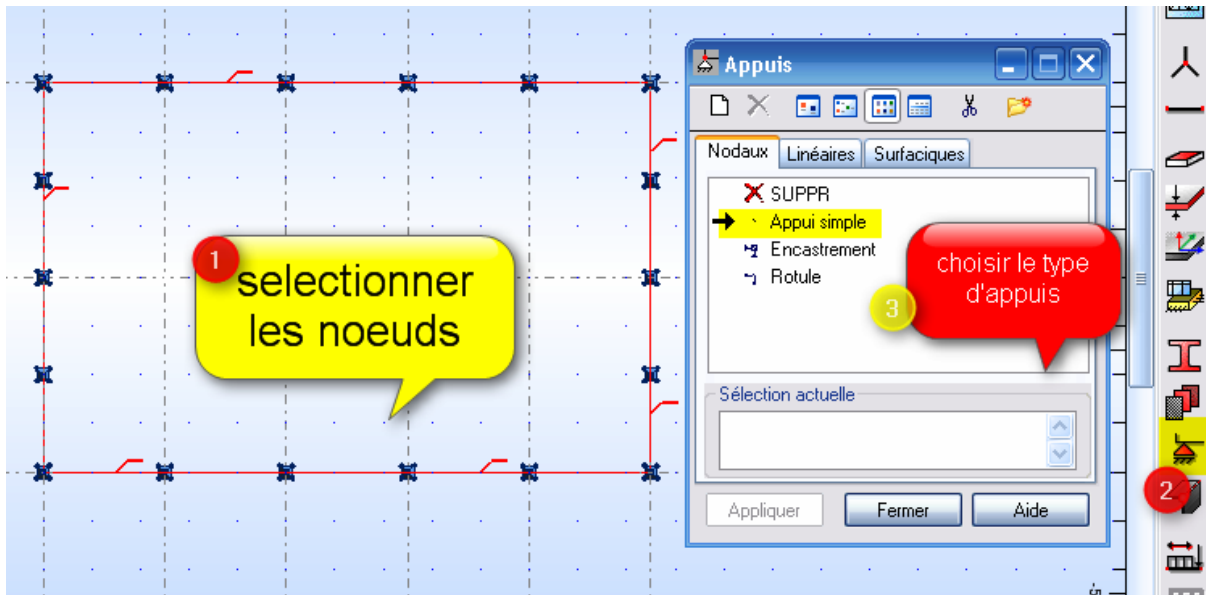 Appuis
Nodaux Linéaires Surfaciques
SUPPR
Appui simple
Encastrement
Rotule
1
selectionner
les noeuds
choisir le type
d'appuis
3
Sélection actuelle
2
Appliquer Fermer Aide